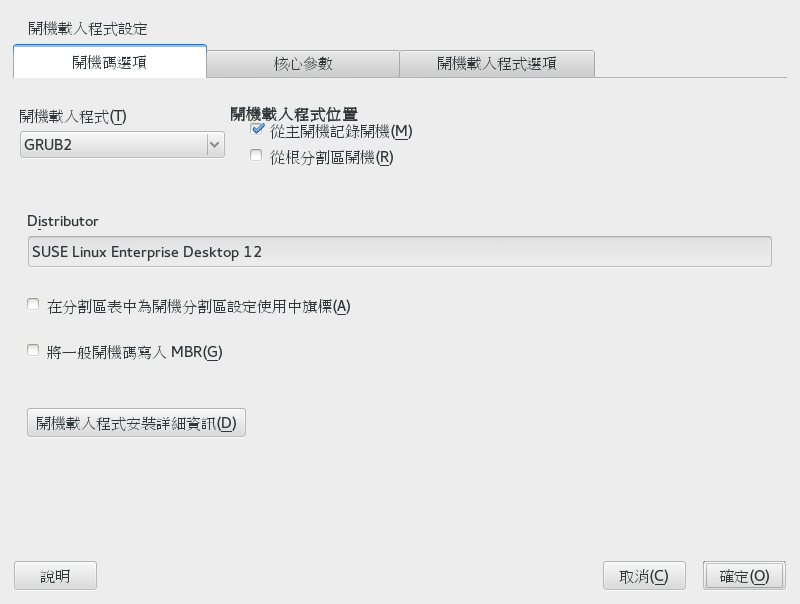 開機載入程式設定
開機碼選項
核心參數
開機載入程式選項
開機載入程式(T)
GRUB2
開機載入程式位置
從主開機記錄開機(M)
從根分割區開機(R)
Distributor
SUSE Linux Enterprise Desktop 12
在分割區表中為開機分割區設定使用中旗標(A)
將一般開機碼寫入 MBR(G)
開機載入程式安裝詳細資訊(D)
說明
取消(C)
確定(O)